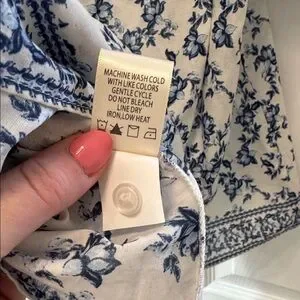 MACHINE WASH COLD
WITH LIKE COLORS
GENTLE CYCLE
DO NOT BLEACH
LINE DRY
IRON,LOW HEAT